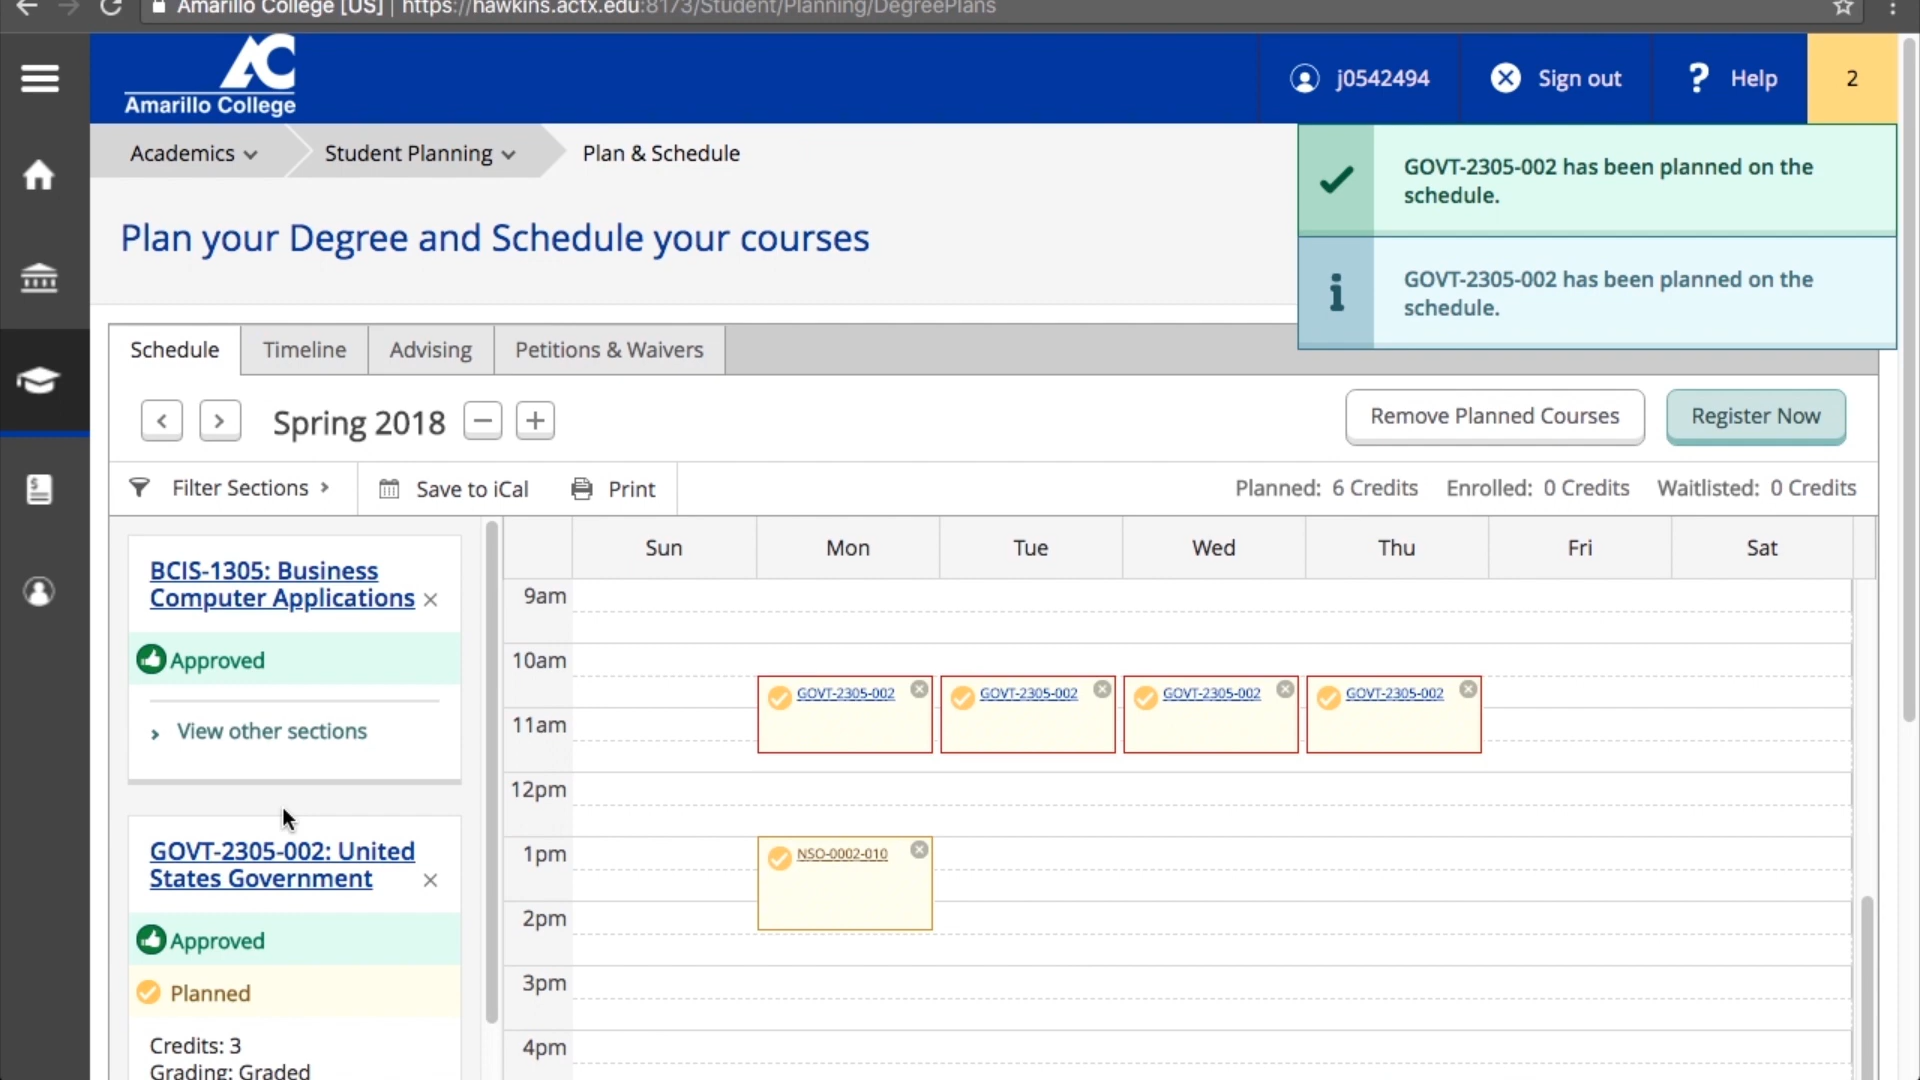 Amarillo College [US] | https://hawkins.actx.edu:8173/Student/Planning/DegreePlans
AC
Amarillo College
j0542494
Sign out
? Help
2
Academics
Student Planning
Plan & Schedule
GOVT-2305-002 has been planned on the
schedule.
GOVT-2305-002 has been planned on the
schedule.
Plan your Degree and Schedule your courses
Schedule
Timeline
Advising
Petitions & Waivers
Spring 2018
Remove Planned Courses
Register Now
Filter Sections
Save to iCal
Print
Planned: 6 Credits
Enrolled: 0 Credits
Waitlisted: 0 Credits
BCIS-1305: Business
Computer Applications
Approved
View other sections
GOVT-2305-002: United
States Government
Approved
Planned
Credits: 3
Grading: Graded
Sun
Mon
Tue
Wed
Thu
Fri
Sat
9am
10am
GOVT-2305-002
GOVT-2305-002
GOVT-2305-002
GOVT-2305-002
11am
12pm
1pm
NSO-0002-010
2pm
3pm
4pm